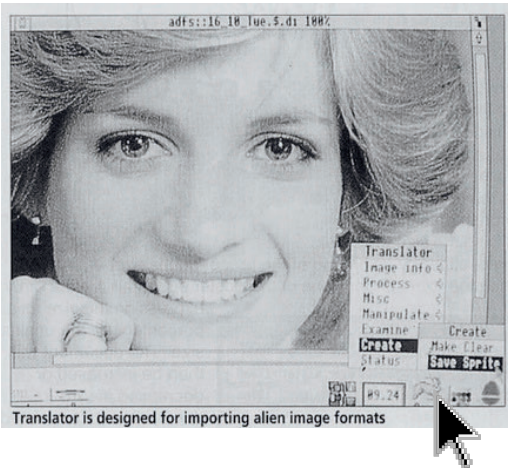 adfs::16_10_lue.$.di 100%
Translator
Image info
Process
Misc
Manipulate
Examine
Create
Status
Create
Make Clear
Save Sprite
09.24
Translator is designed for importing alien image formats